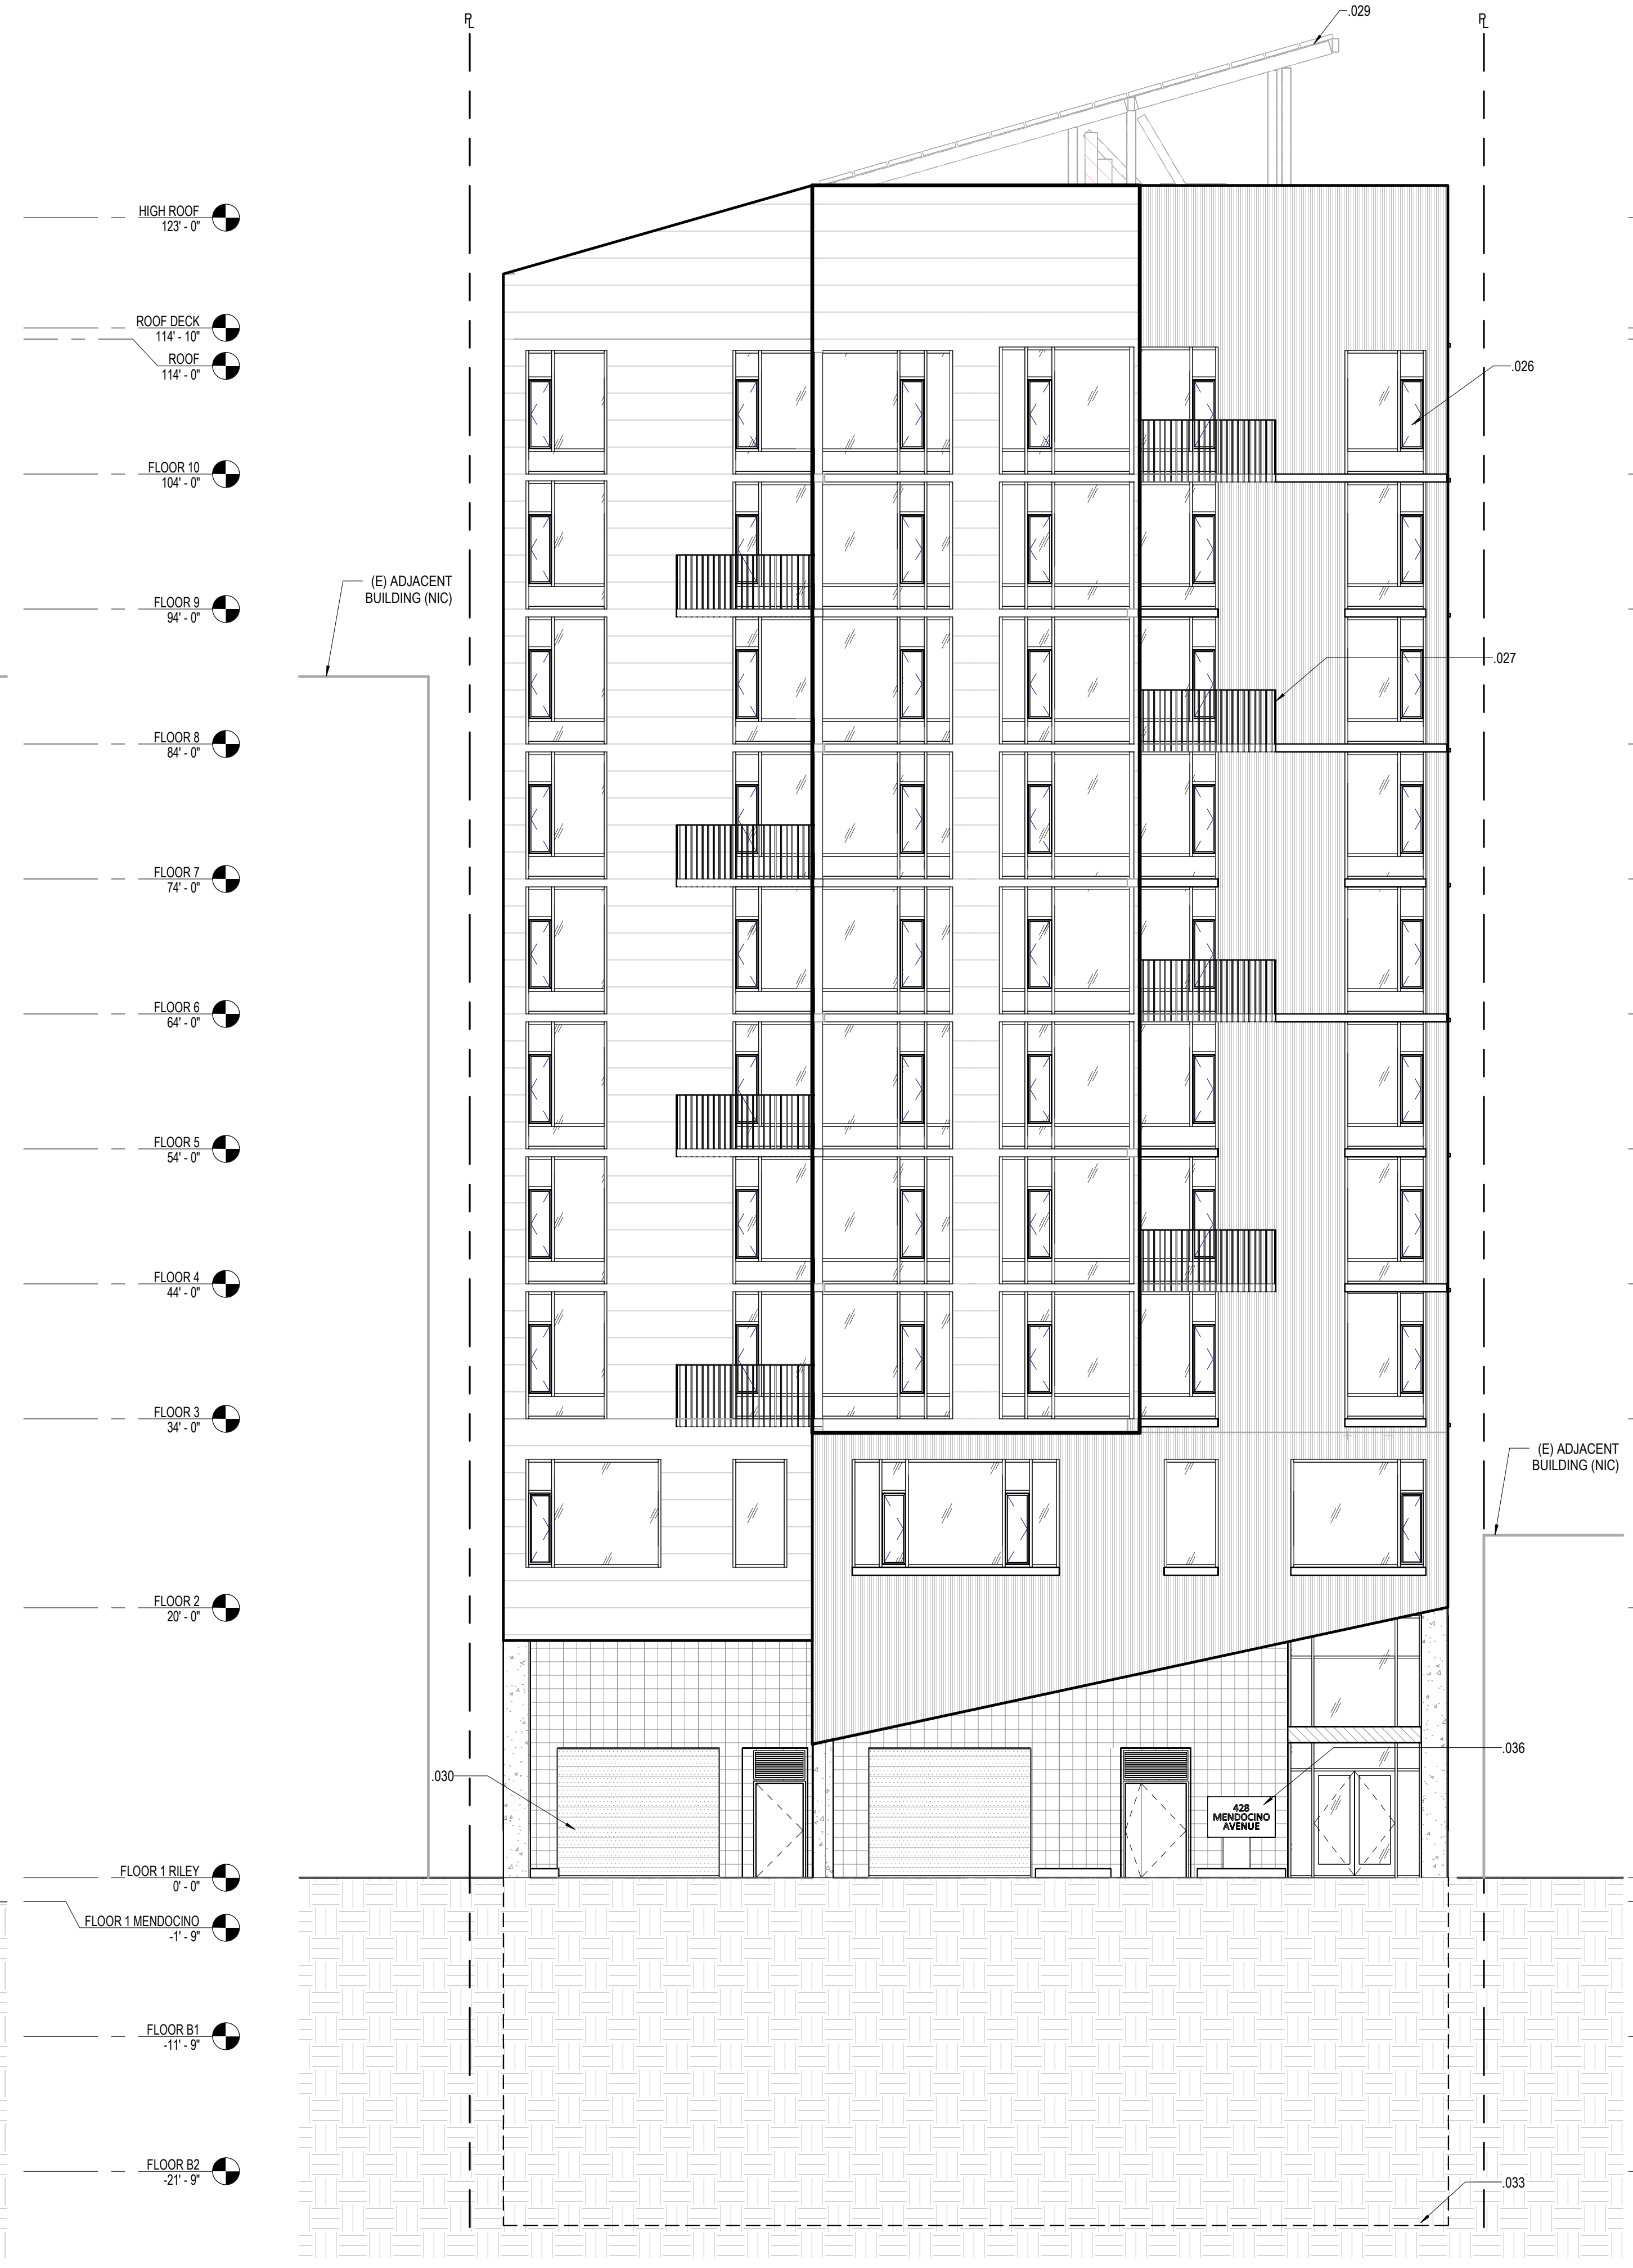 ℄
℄
.029
HIGH ROOF
123' - 0"
ROOF DECK
114' - 10"
ROOF
114' - 0"
.026
FLOOR 10
104' - 0"
(E) ADJACENT
BUILDING (NIC)
FLOOR 9
94' - 0"
.027
FLOOR 8
84' - 0"
FLOOR 7
74' - 0"
FLOOR 6
64' - 0"
FLOOR 5
54' - 0"
FLOOR 4
44' - 0"
FLOOR 3
34' - 0"
(E) ADJACENT
BUILDING (NIC)
FLOOR 2
20' - 0"
.036
.030
428
MENDOCINO
AVENUE
FLOOR 1 RILEY
0' - 0"
FLOOR 1 MENDOCINO
-1' - 9"
FLOOR B1
-11' - 9"
FLOOR B2
-21' - 9"
.033